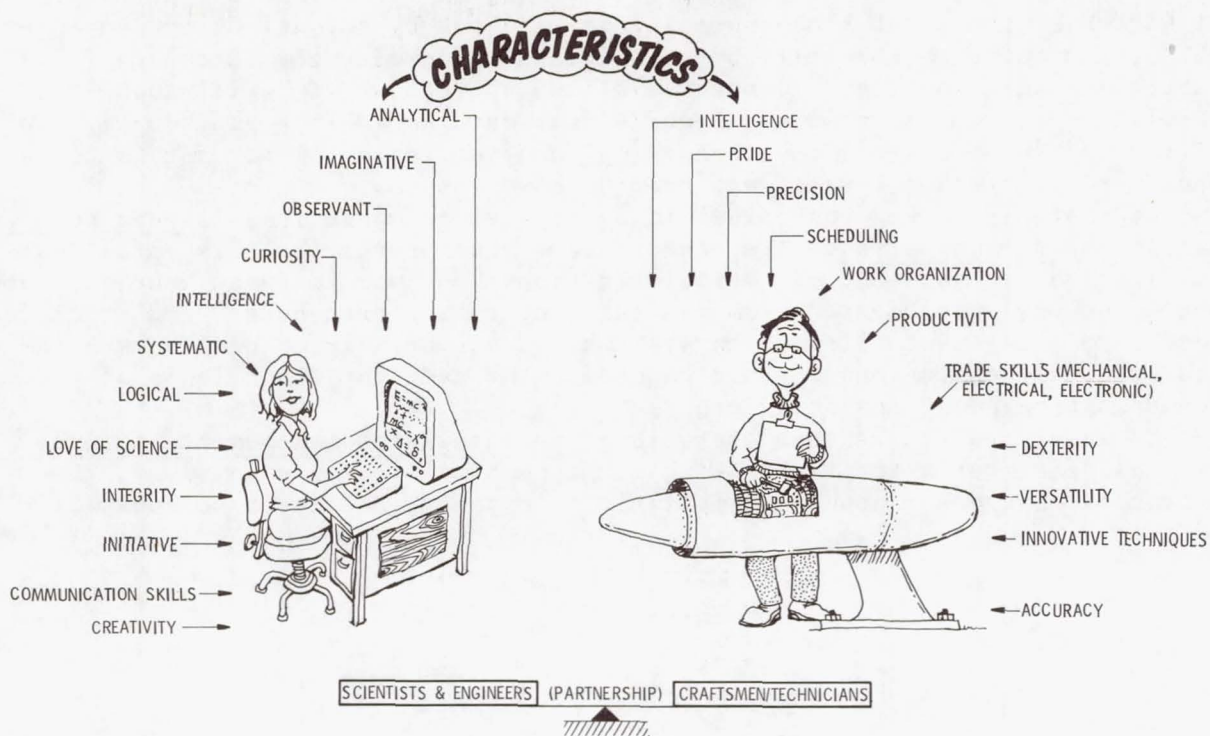 CHARACTERISTICS
ANALYTICAL
IMAGINATIVE
OBSERVANT
CURIOSITY
INTELLIGENCE
SYSTEMATIC
LOGICAL
LOVE OF SCIENCE
INTEGRITY
INITIATIVE
COMMUNICATION SKILLS
CREATIVITY
INTELLIGENCE
PRIDE
PRECISION
SCHEDULING
WORK ORGANIZATION
PRODUCTIVITY
TRADE SKILLS (MECHANICAL,
ELECTRICAL, ELECTRONIC)
DEXTERITY
VERSATILITY
INNOVATIVE TECHNIQUES
ACCURACY
SCIENTISTS & ENGINEERS (PARTNERSHIP) CRAFTSMEN/TECHNICIANS